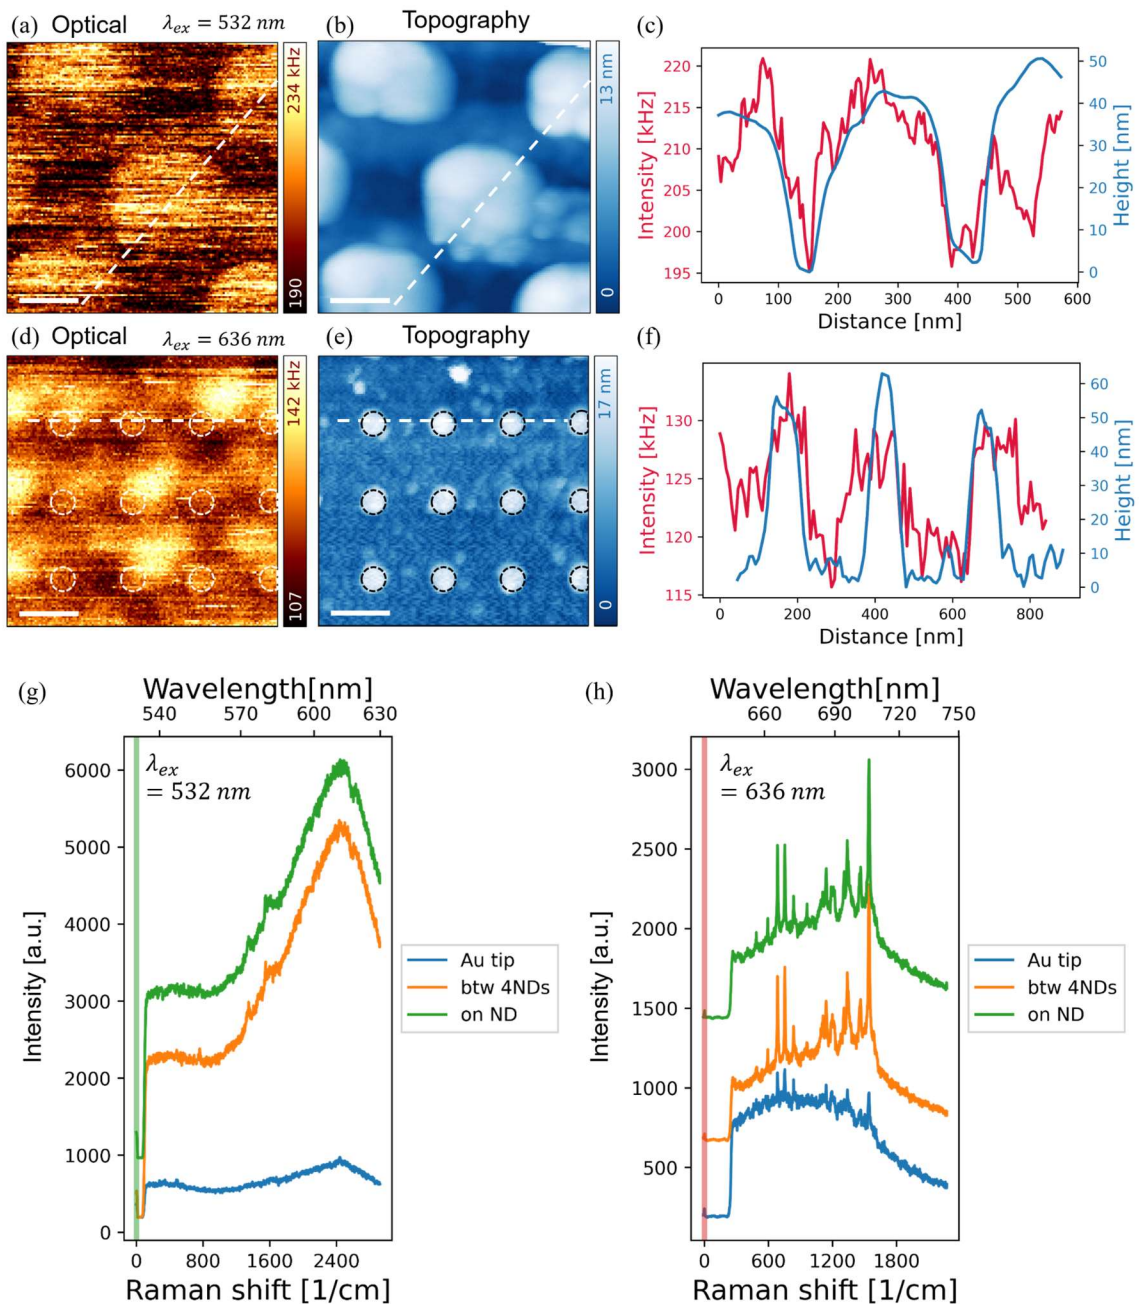 (a) Optical λex = 532 nm
234 kHz
190
(b) Topography
13 nm
0
(c)
220
215
210
205
200
195
Intensity [kHz]
50
40
30
20
10
0
Height [nm]
0 100 200 300 400 500 600
Distance [nm]
(d) Optical λex = 636 nm
142 kHz
107
(e) Topography
17 nm
0
(f)
130
125
120
115
Intensity [kHz]
60
50
40
30
20
10
0
Height [nm]
0 200 400 600 800
Distance [nm]
(g) Wavelength[nm]
540 570 600 630
λex
= 532 nm
6000
5000
4000
3000
2000
1000
0
Intensity [a.u.]
0 800 1600 2400
Raman shift [1/cm]
Au tip
btw 4NDs
on ND
(h) Wavelength[nm]
660 690 720 750
λex
= 636 nm
3000
2500
2000
1500
1000
500
Intensity [a.u.]
0 600 1200 1800
Raman shift [1/cm]
Au tip
btw 4NDs
on ND